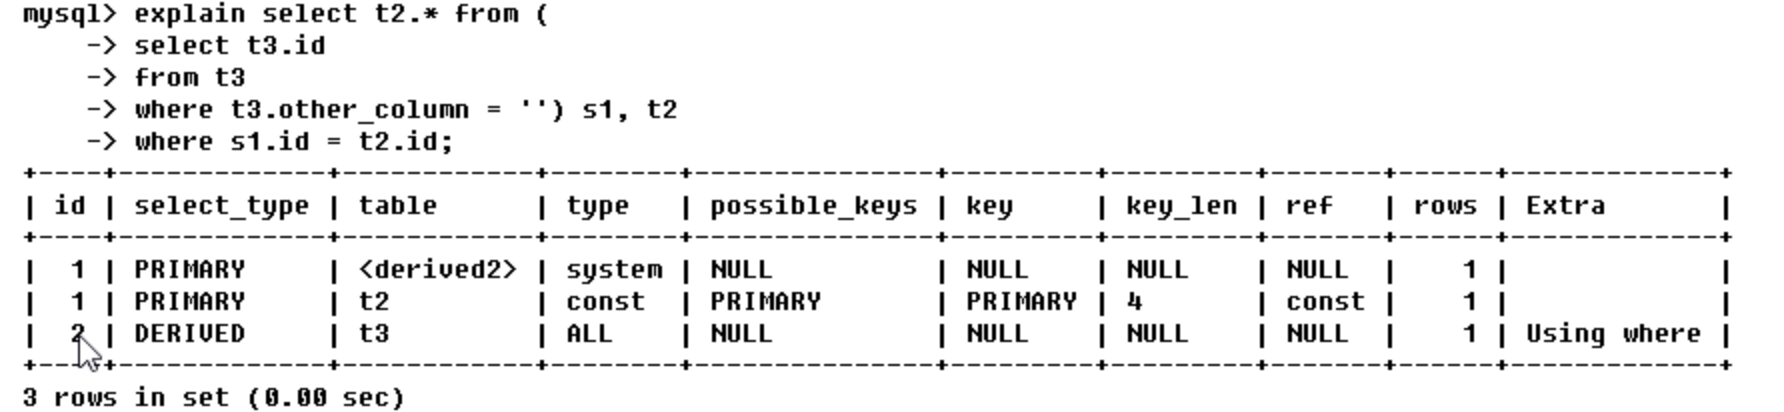 mysql> explain select t2.* from (
    -> select t3.id
    -> from t3
    -> where t3.other_column = '') s1, t2
    -> where s1.id = t2.id;
+----+-------------+------------+--------+---------------+---------+---------+-------+------+-------------+
| id | select_type | table      | type   | possible_keys | key     | key_len | ref   | rows | Extra       |
+----+-------------+------------+--------+---------------+---------+---------+-------+------+-------------+
|  1 | PRIMARY     | <derived2> | system | NULL          | NULL    | NULL    | NULL  |    1 |             |
|  1 | PRIMARY     | t2         | const  | PRIMARY       | PRIMARY | 4       | const |    1 |             |
|  2 | DERIVED     | t3         | ALL    | NULL          | NULL    | NULL    | NULL  |    1 | Using where |
+----+-------------+------------+--------+---------------+---------+---------+-------+------+-------------+
3 rows in set (0.00 sec)